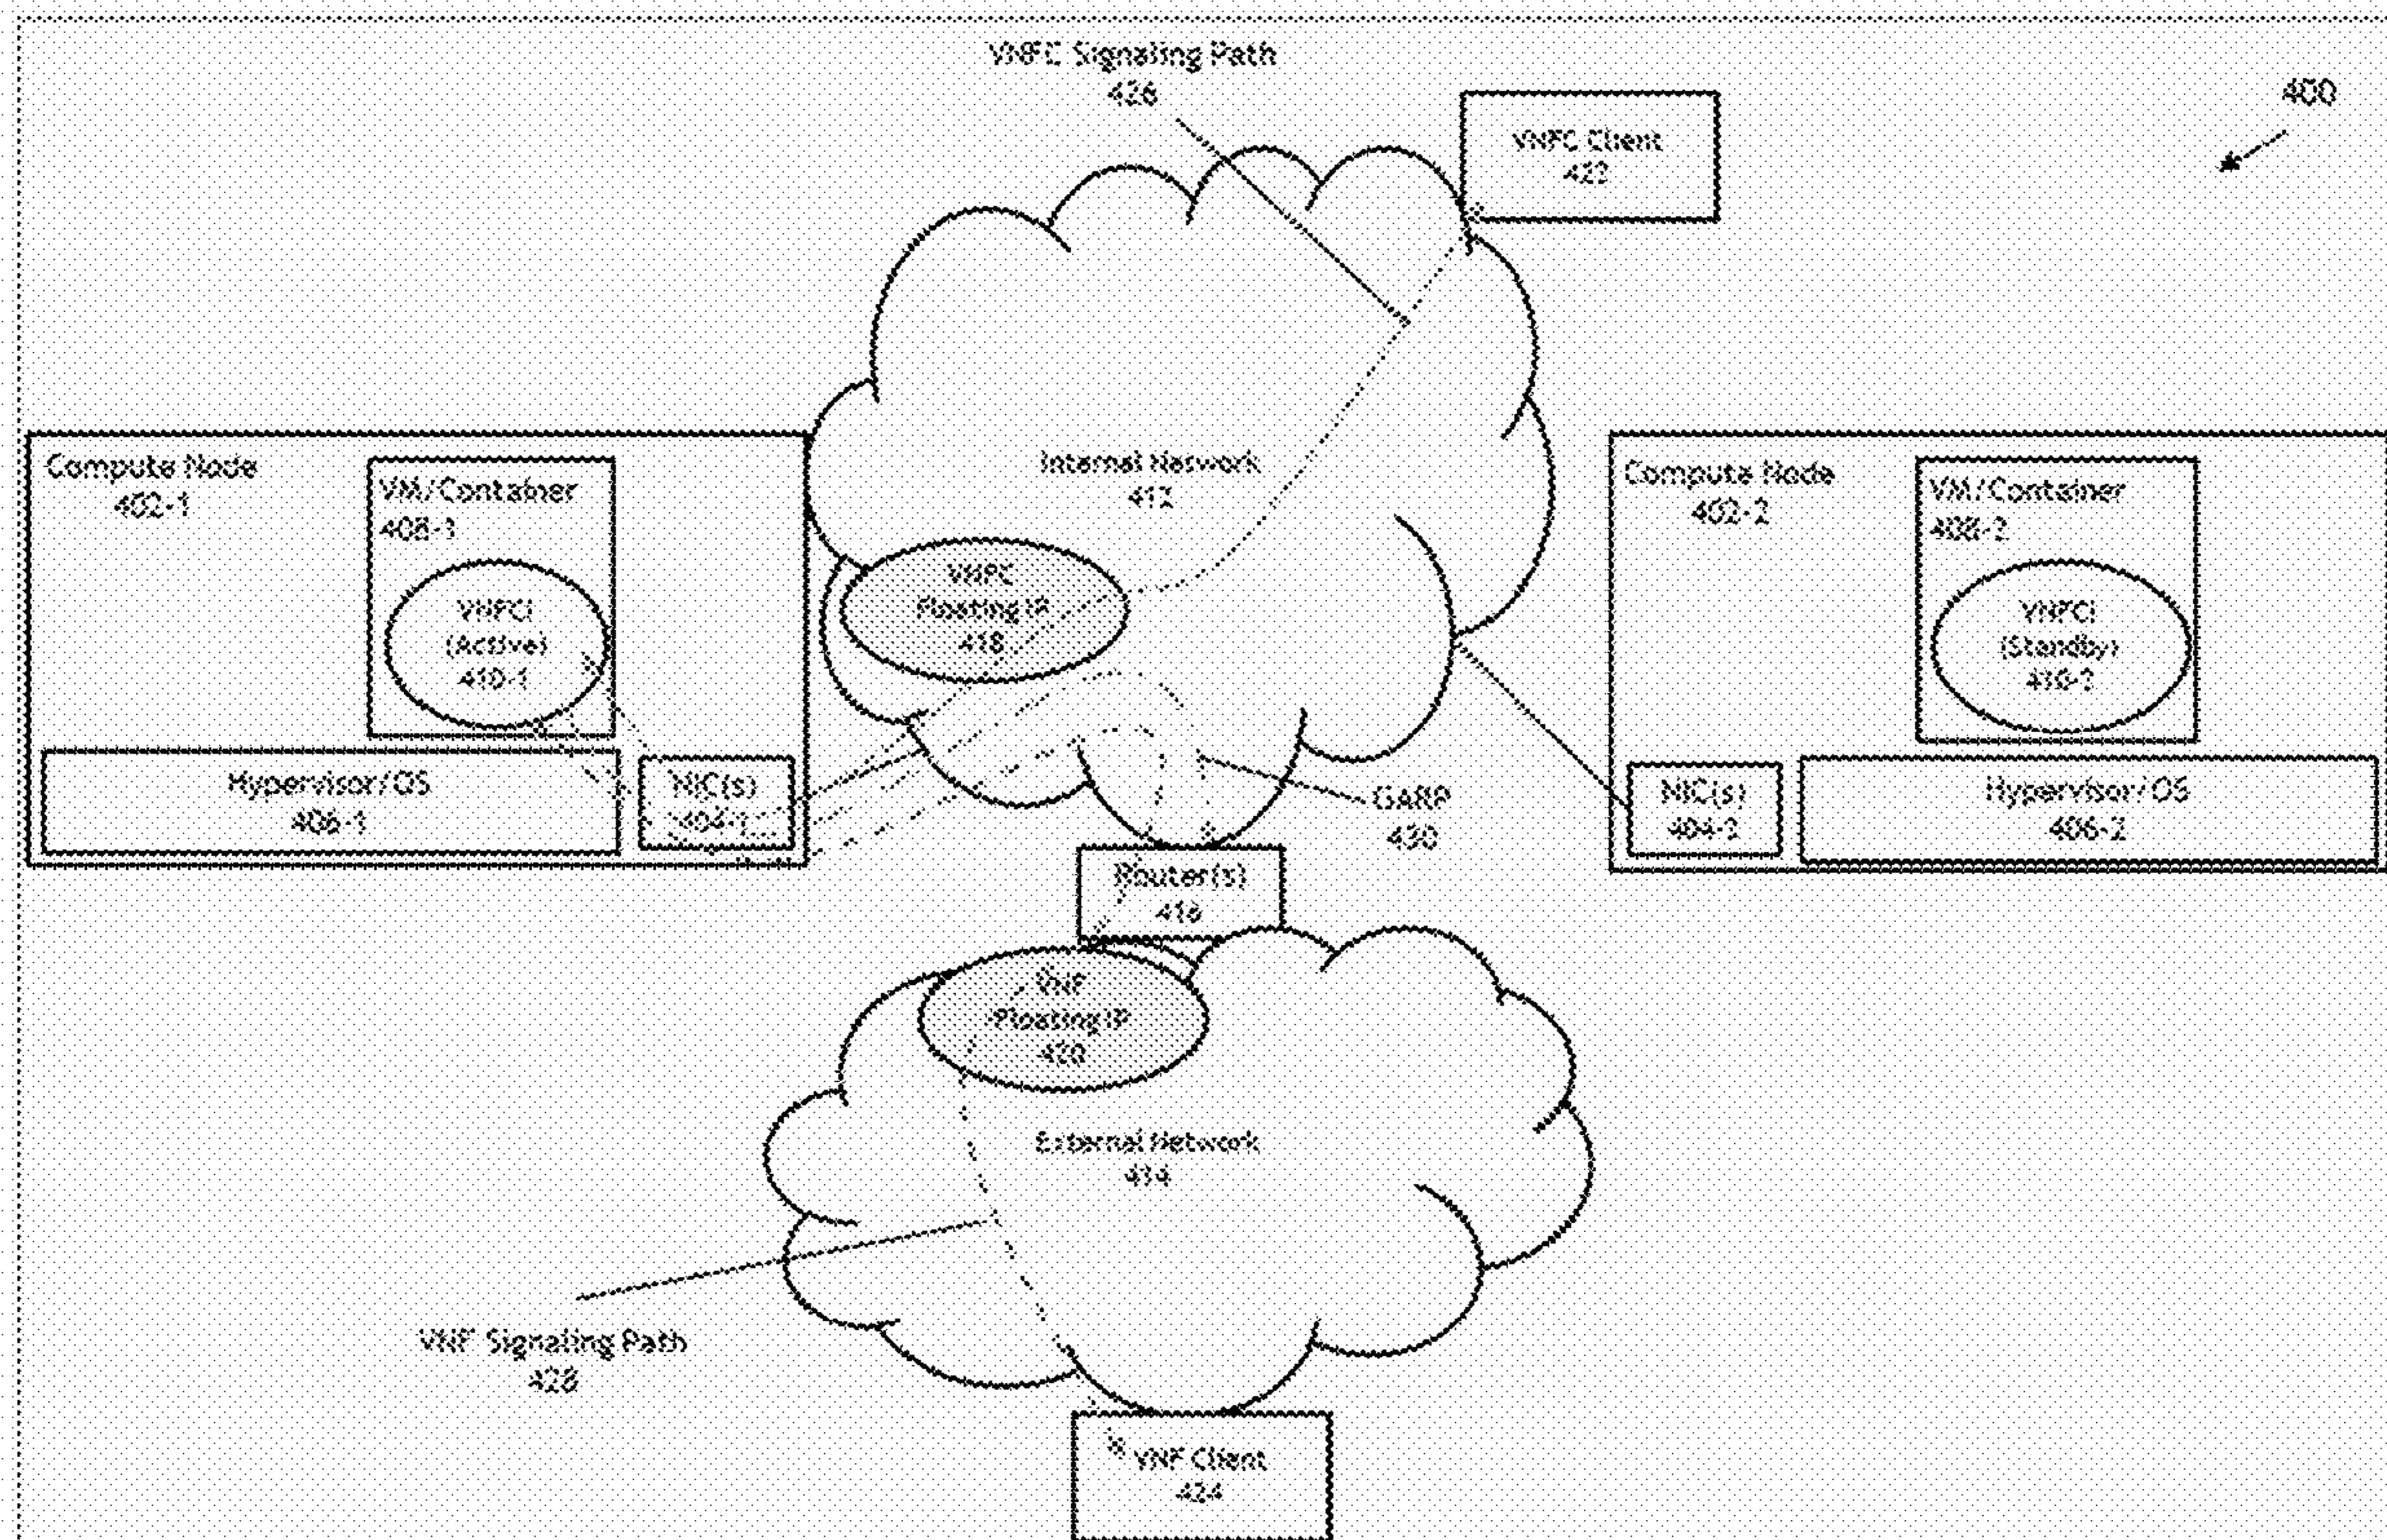 VNFC Signaling Path
426
400
VNFC Client
422
Compute Node
402-1
VM/Container
408-1
VNFCI
(Active)
410-1
Hypervisor/OS
406-1
NIC(s)
404-1
Internal Network
412
VNFC
Floating IP
418
GARP
430
Compute Node
402-2
VM/Container
408-2
VNFCI
(Standby)
410-2
NIC(s)
404-2
Hypervisor/OS
406-2
Router(s)
416
VNF
Floating IP
420
External Network
414
VNF Signaling Path
428
VNF Client
424